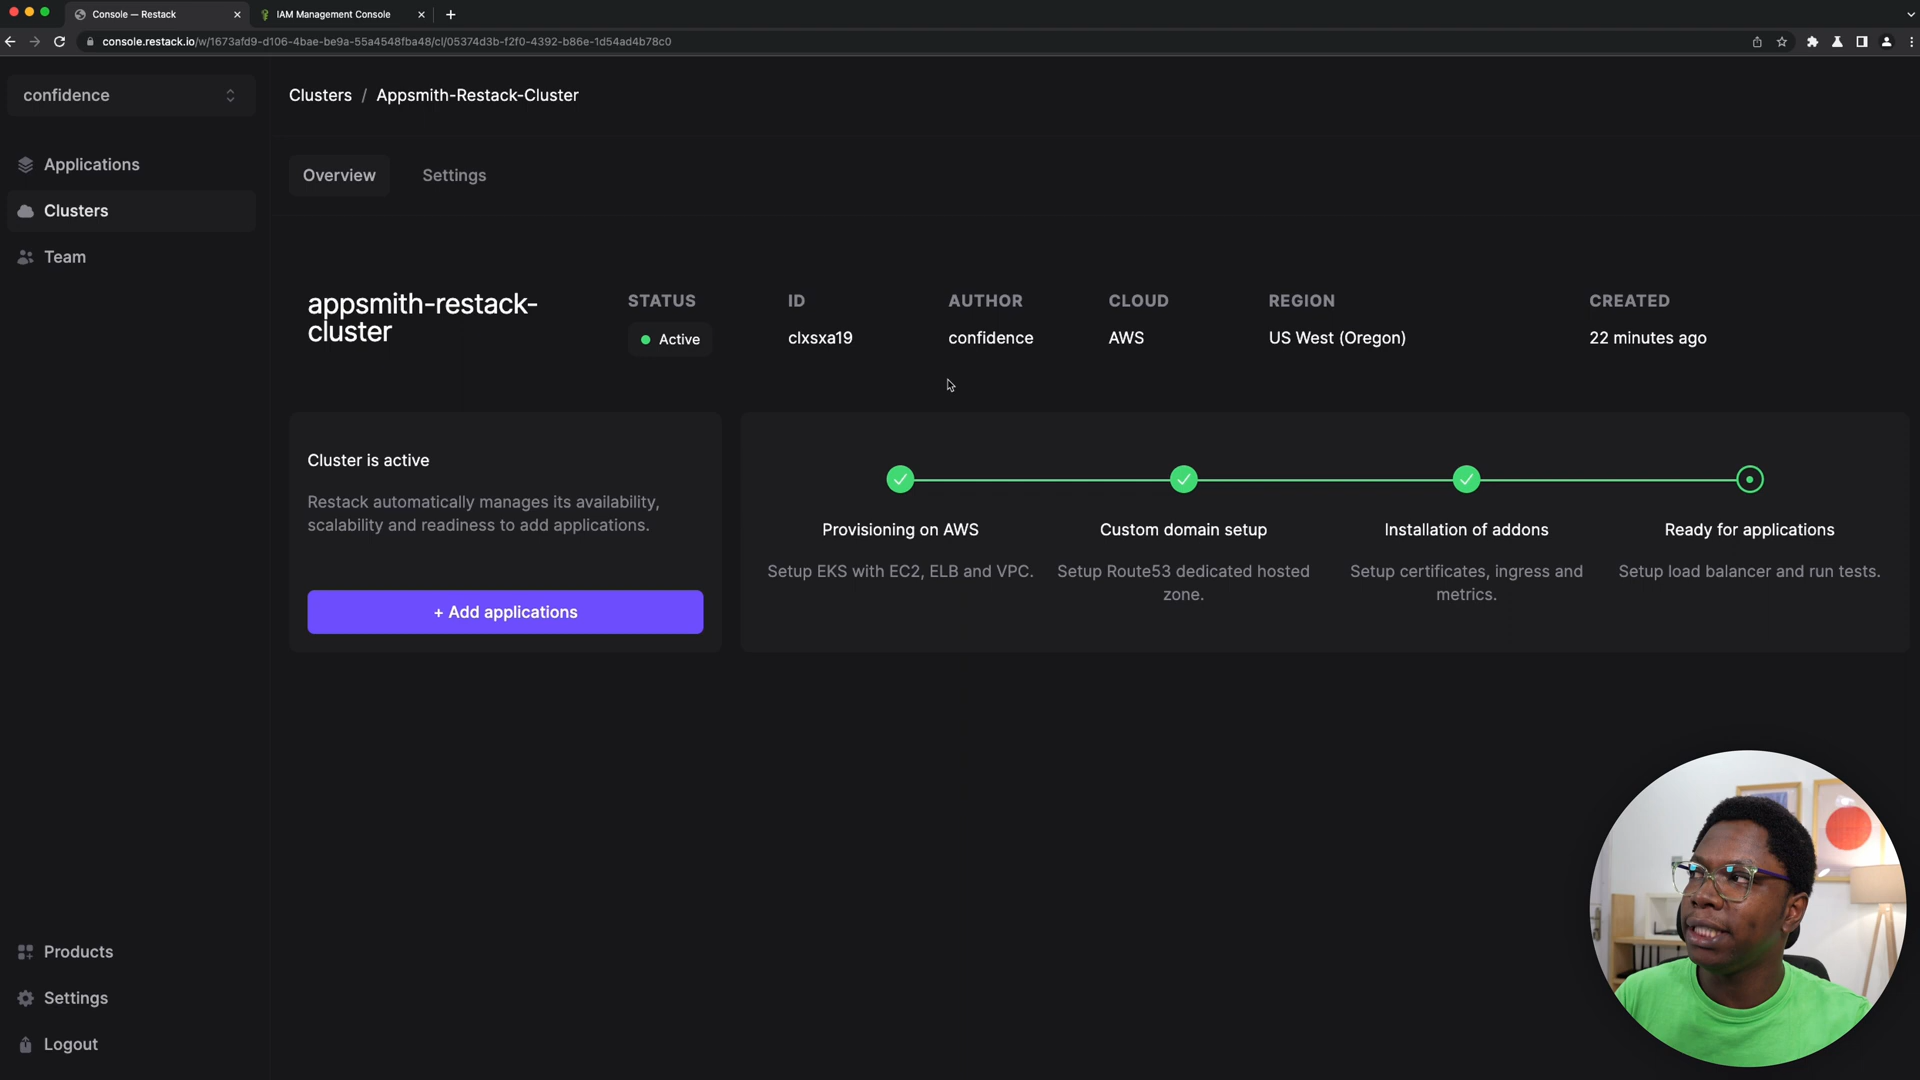 Console — Restack
IAM Management Console
console.restack.io/w/1673afd9-d106-4bae-be9a-55a4548fba48/cl/05374d3b-f2f0-4392-b86e-1d54ad4b78c0
confidence
Clusters / Appsmith-Restack-Cluster
Applications
Clusters
Team
Overview
Settings
appsmith-restack-
cluster
STATUS
Active
ID
clxsxa19
AUTHOR
confidence
CLOUD
AWS
REGION
US West (Oregon)
CREATED
22 minutes ago
Cluster is active
Restack automatically manages its availability,
scalability and readiness to add applications.
+ Add applications
Provisioning on AWS
Setup EKS with EC2, ELB and VPC.
Custom domain setup
Setup Route53 dedicated hosted
zone.
Installation of addons
Setup certificates, ingress and
metrics.
Ready for applications
Setup load balancer and run tests.
Products
Settings
Logout